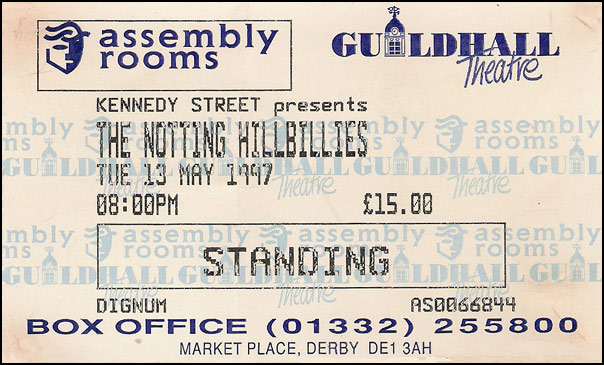 assembly rooms
GUILDHALL Theatre
KENNEDY STREET presents
THE NOTTING HILLBILLIES
TUE 13 MAY 1997
08:00PM £15.00
STANDING
DIGNUM AS0066844
BOX OFFICE (01332) 255800
MARKET PLACE, DERBY DE1 3AH